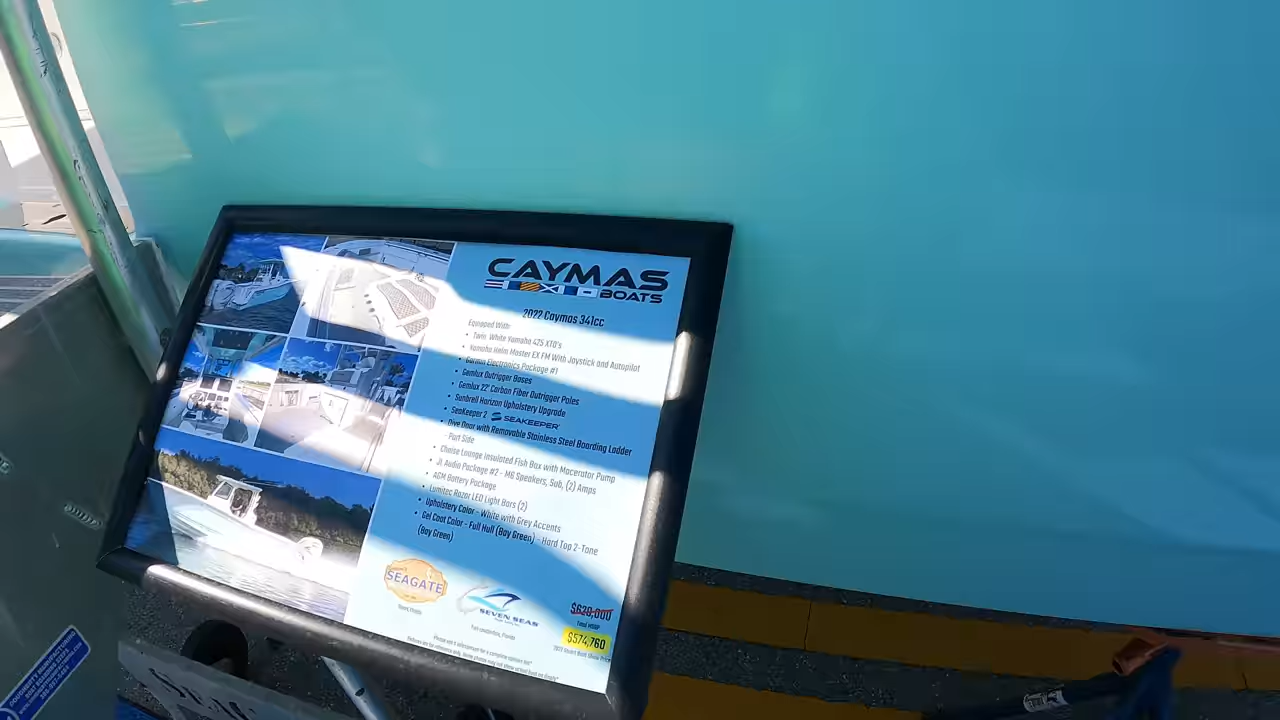 CAYMAS
BOATS
2022 Caymas 341cc
Equipped With:
• Twin White Yamaha 425 XTO's
• Yamaha Helm Master EX FM With Joystick and Autopilot
• Garmin Electronics Package #1
• Gemlux Outrigger Bases
• Gemlux 22' Carbon Fiber Outrigger Poles
• Sunbrell Horizon Upholstery Upgrade
• SeaKeeper 2 SEAKEEPER
• Dive Door with Removable Stainless Steel Boarding Ladder
- Port Side
• Chaise Lounge Insulated Fish Box with Macerator Pump
• JL Audio Package #2 - M6 Speakers, Sub, (2) Amps
• AGM Battery Package
• Lumitec Razor LED Light Bars (2)
• Upholstery Color - White with Grey Accents
• Gel Coat Color - Full Hull (Bay Green) - Hard Top 2-Tone
(Bay Green)
SEAGATE
SEVEN SEAS
$629,000
Total MSRP
$574,760